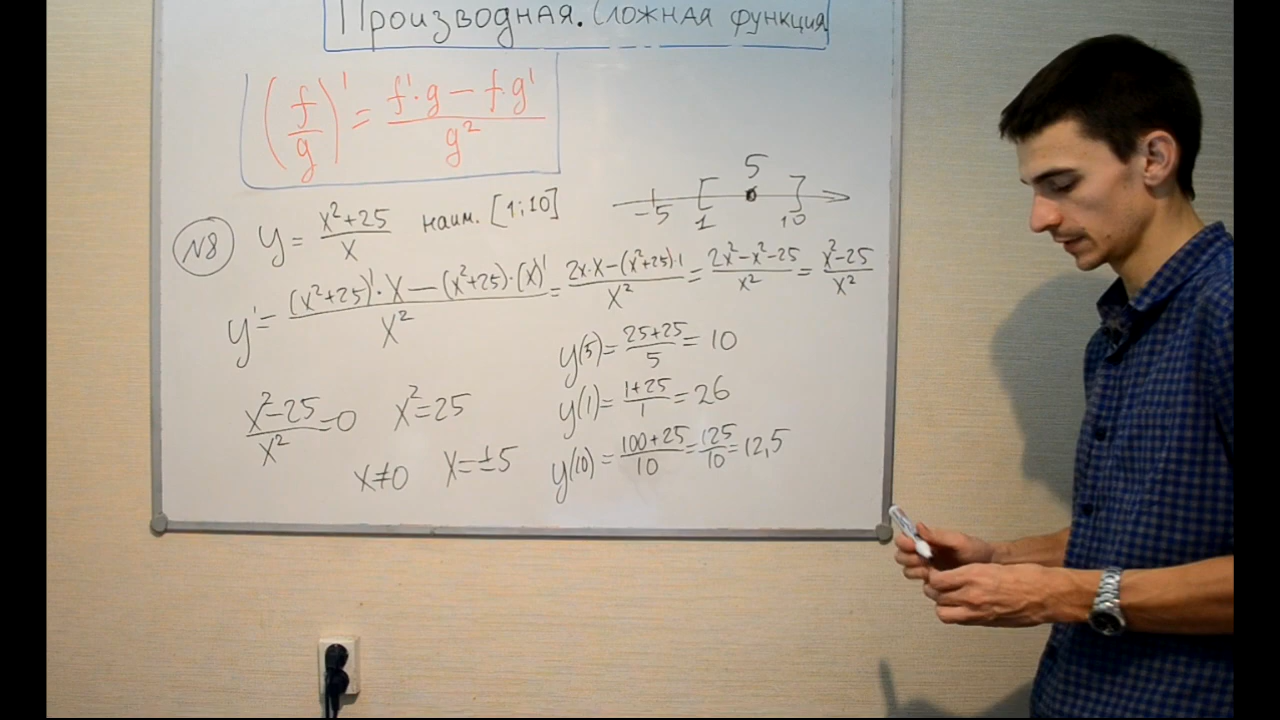 Производная. Сложная функция
(f/g)' = (f'·g − f·g')/g²
5
−5 [1 10]
N8 y = (x²+25)/x наим. [1;10]
y' = ((x²+25)'·x − (x²+25)·(x)')/x² = (2x·x−(x²+25)·1)/x² = (2x²−x²−25)/x² = (x²−25)/x²
y(5) = (25+25)/5 = 10
(x²−25)/x² = 0 x² = 25
y(1) = (1+25)/1 = 26
x≠0 x=±5
y(10) = (100+25)/10 = 125/10 = 12,5